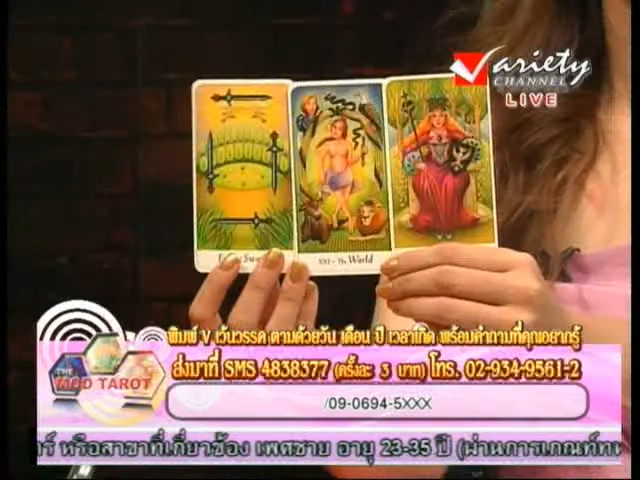 Variety
CHANNEL
LIVE
XXI - The World
พิมพ์ V เว้นวรรค ตามด้วยวัน เดือน ปี เวลาเกิด พร้อมคำถามที่คุณอยากรู้
ส่งมาที่ SMS 4838377 (ครั้งละ 3 บาท) โทร. 02-934-9561-2
THE
MOD TAROT
/09-0694-5XXX
หรือสาขาที่เกี่ยวข้อง เพศชาย อายุ 23-35 ปี (ผ่านการเกณฑ์ทห